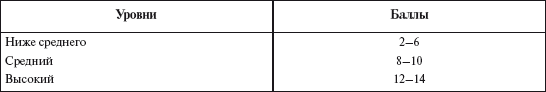 Уровни Баллы
Ниже среднего 2–6
Средний 8–10
Высокий 12–14